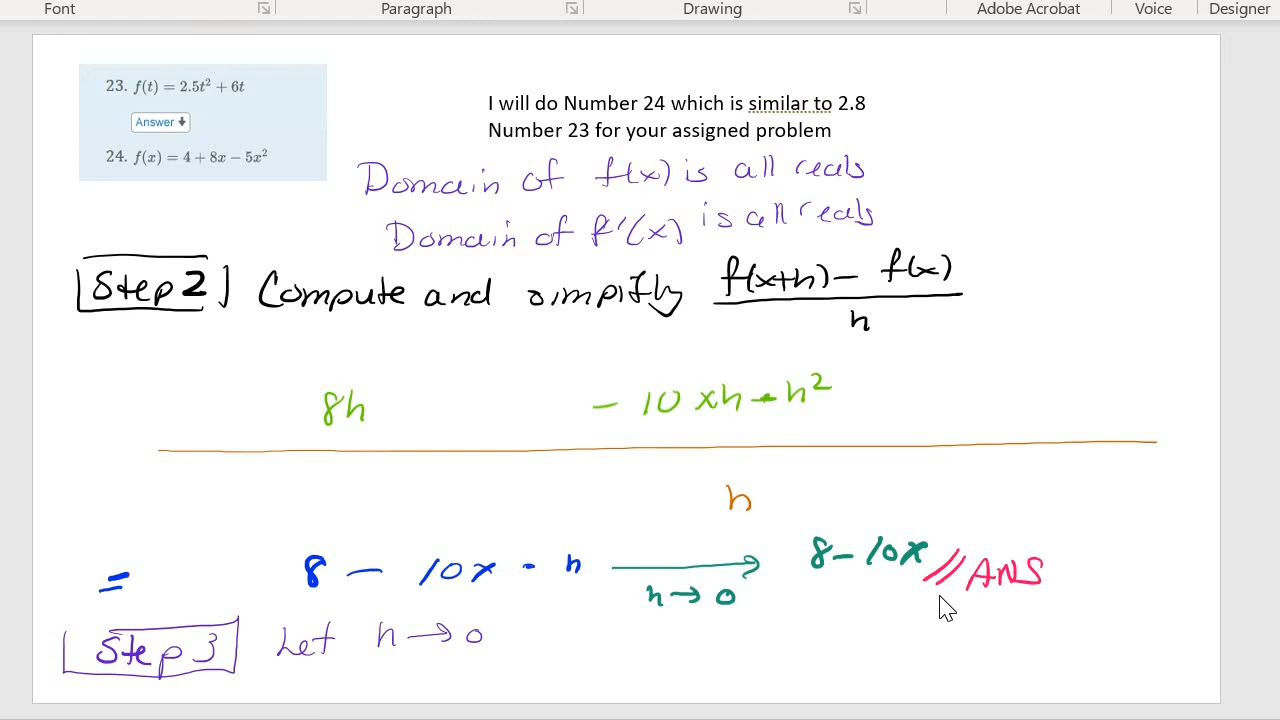 Font Paragraph Drawing Adobe Acrobat Voice Designer
23. f(t) = 2.5t² + 6t
Answer ⬇
24. f(x) = 4 + 8x − 5x²
I will do Number 24 which is similar to 2.8
Number 23 for your assigned problem
Domain of f(x) is all reals
Domain of f'(x) is all reals
Step 2] Compute and simplify (f(x+h) − f(x))/h
8h − 10xh - h²
h
= 8 − 10x - h ⟶ h→0 8 − 10x // ANS
Step 3 Let h → 0